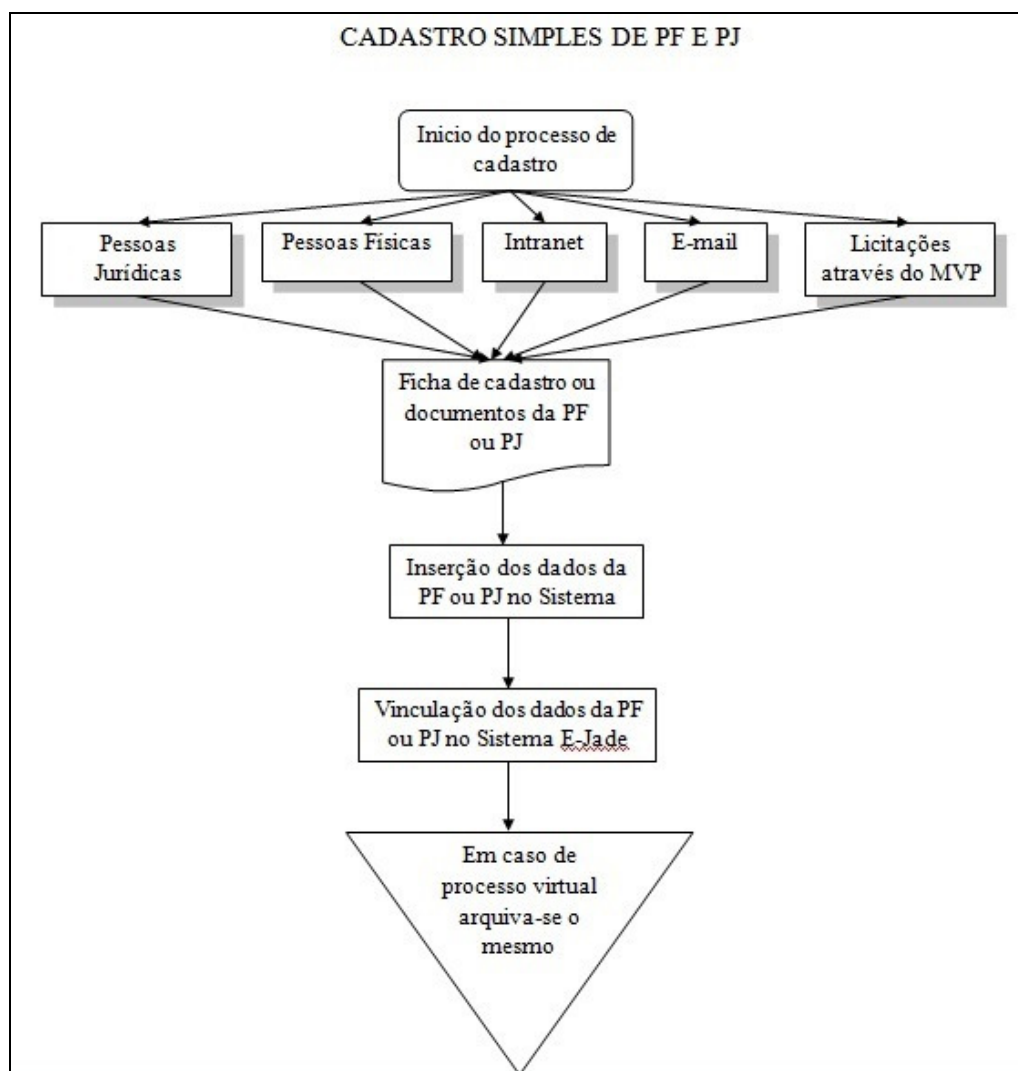 CADASTRO SIMPLES DE PF E PJ
Inicio do processo de
cadastro
Pessoas
Jurídicas
Pessoas Físicas
Intranet
E-mail
Licitações
através do MVP
Ficha de cadastro ou
documentos da PF
ou PJ
Inserção dos dados da
PF ou PJ no Sistema
Vinculação dos dados da PF
ou PJ no Sistema E-Jade
Em caso de
processo virtual
arquiva-se o
mesmo